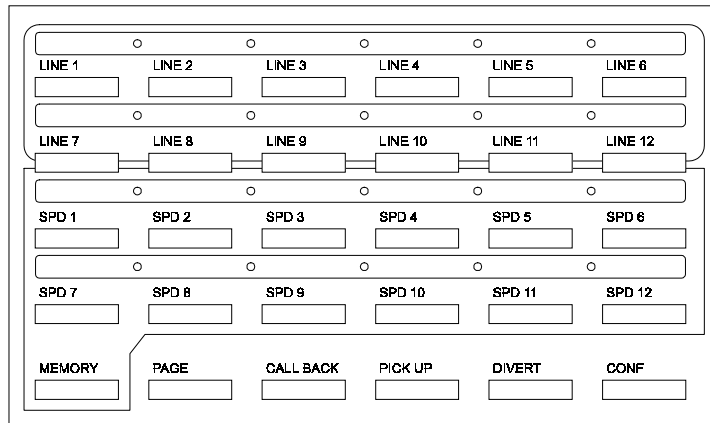 LINE 1 LINE 2 LINE 3 LINE 4 LINE 5 LINE 6
LINE 7 LINE 8 LINE 9 LINE 10 LINE 11 LINE 12
SPD 1 SPD 2 SPD 3 SPD 4 SPD 5 SPD 6
SPD 7 SPD 8 SPD 9 SPD 10 SPD 11 SPD 12
MEMORY PAGE CALL BACK PICK UP DIVERT CONF